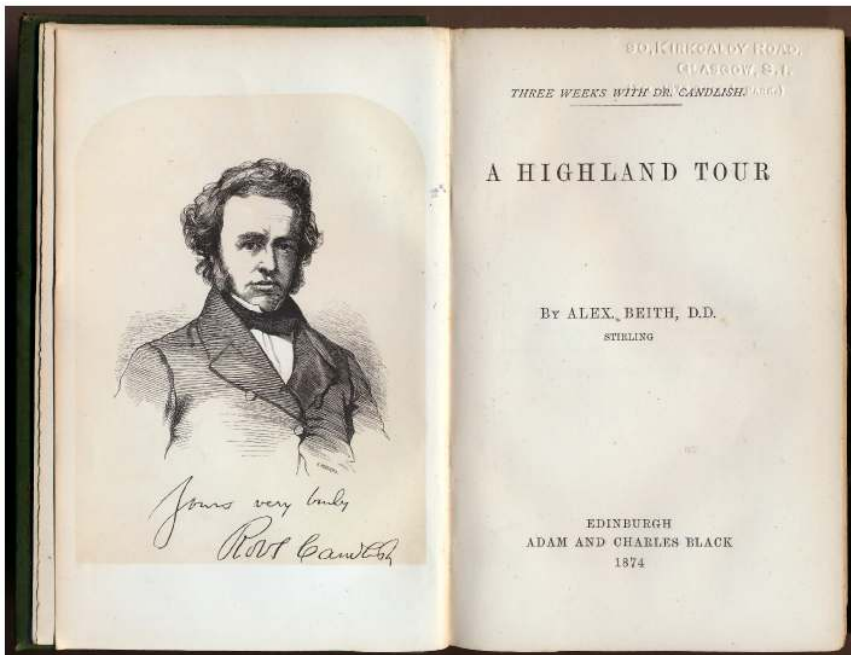 Yours very truly
Robt Candlish
90, KIRKCALDY ROAD,
GLASGOW, S.1.
THREE WEEKS WITH DR. CANDLISH.
A HIGHLAND TOUR
BY ALEX. BEITH, D.D.
STIRLING
EDINBURGH
ADAM AND CHARLES BLACK
1874